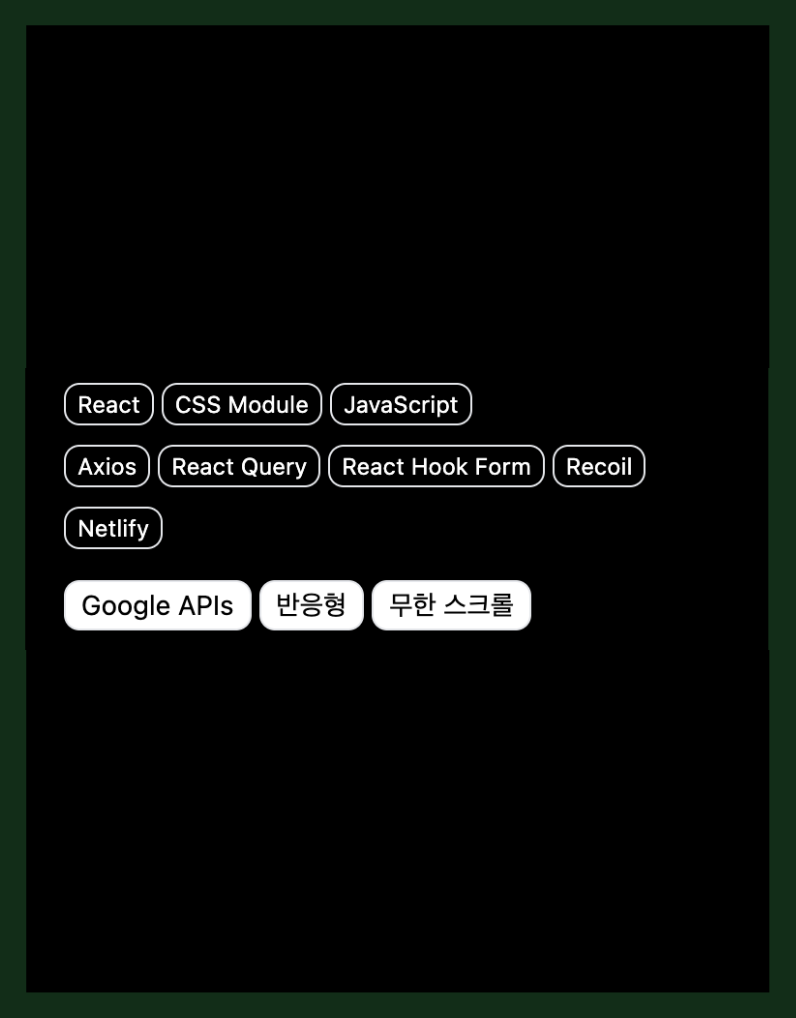 React CSS Module JavaScript
Axios React Query React Hook Form Recoil
Netlify
Google APIs 반응형 무한 스크롤